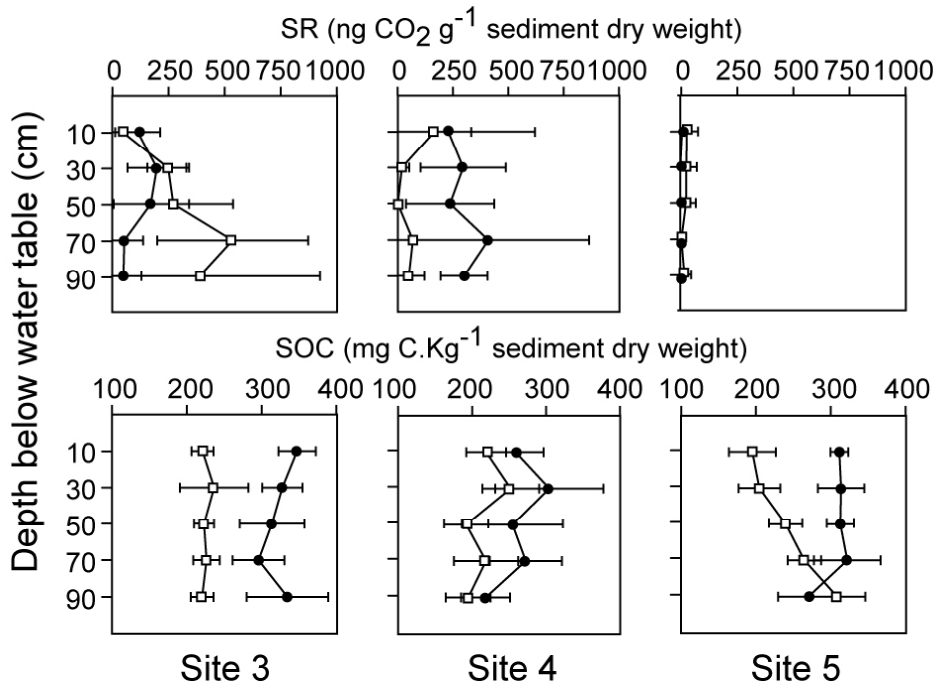 SR (ng CO2 g-1 sediment dry weight)
0 250 500 750 1000 0 250 500 750 1000 0 250 500 750 1000
10
30
50
70
90
Depth below water table (cm)
SOC (mg C.Kg-1 sediment dry weight)
100 200 300 400 100 200 300 400 100 200 300 400
10
30
50
70
90
Site 3 Site 4 Site 5